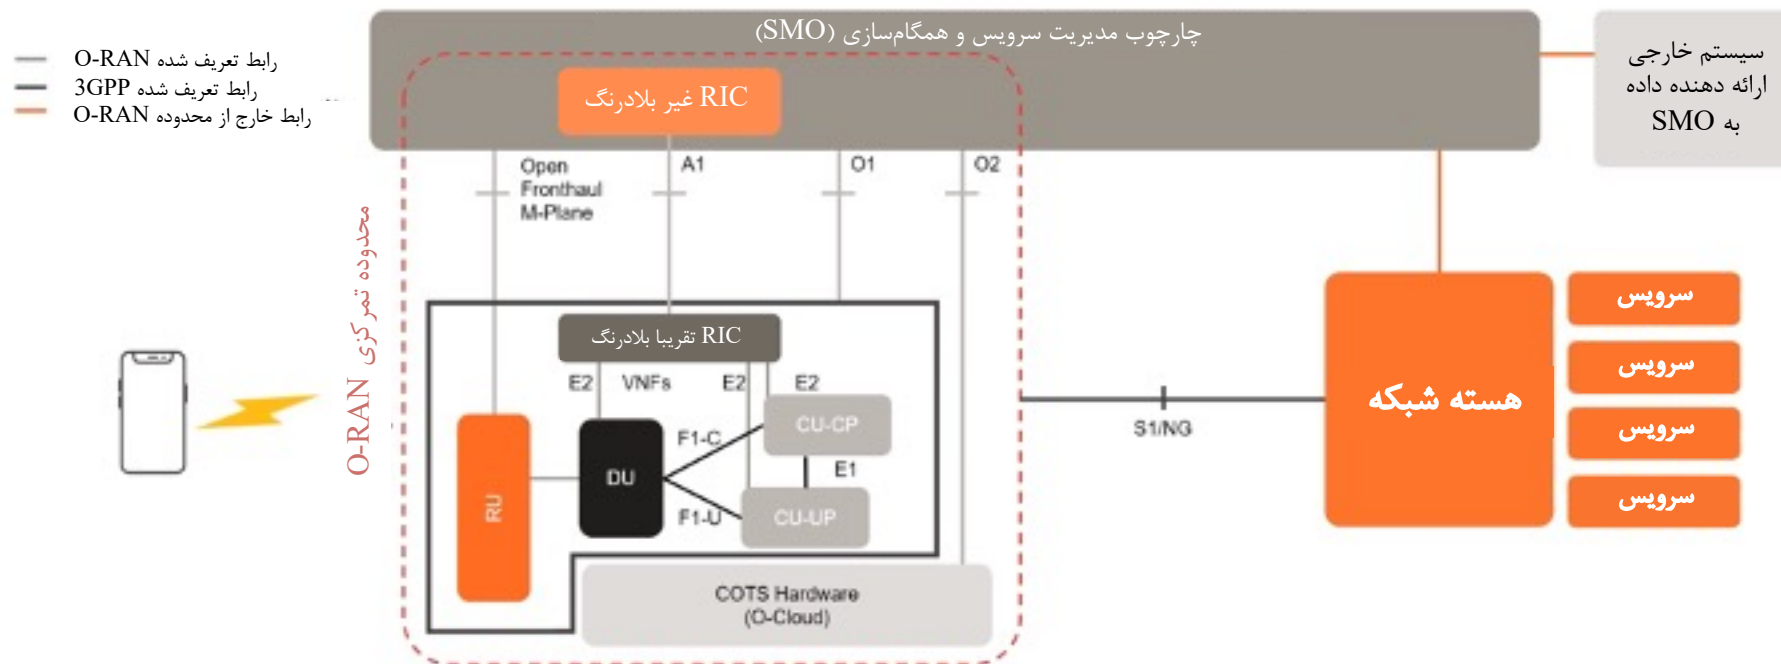 چارچوب مدیریت سرویس و همگام‌سازی (SMO)
سیستم خارجی
ارائه دهنده داده
به SMO
رابط تعریف شده O-RAN
رابط تعریف شده 3GPP
رابط خارج از محدوده O-RAN
RIC غیر بلادرنگ
Open
Fronthaul
M-Plane
A1
O1
O2
محدوده تمرکزی O-RAN
RIC تقریبا بلادرنگ
E2
VNFs
E2
E2
RU
DU
F1-C
F1-U
CU-CP
E1
CU-UP
COTS Hardware
(O-Cloud)
S1/NG
هسته شبکه
سرویس
سرویس
سرویس
سرویس